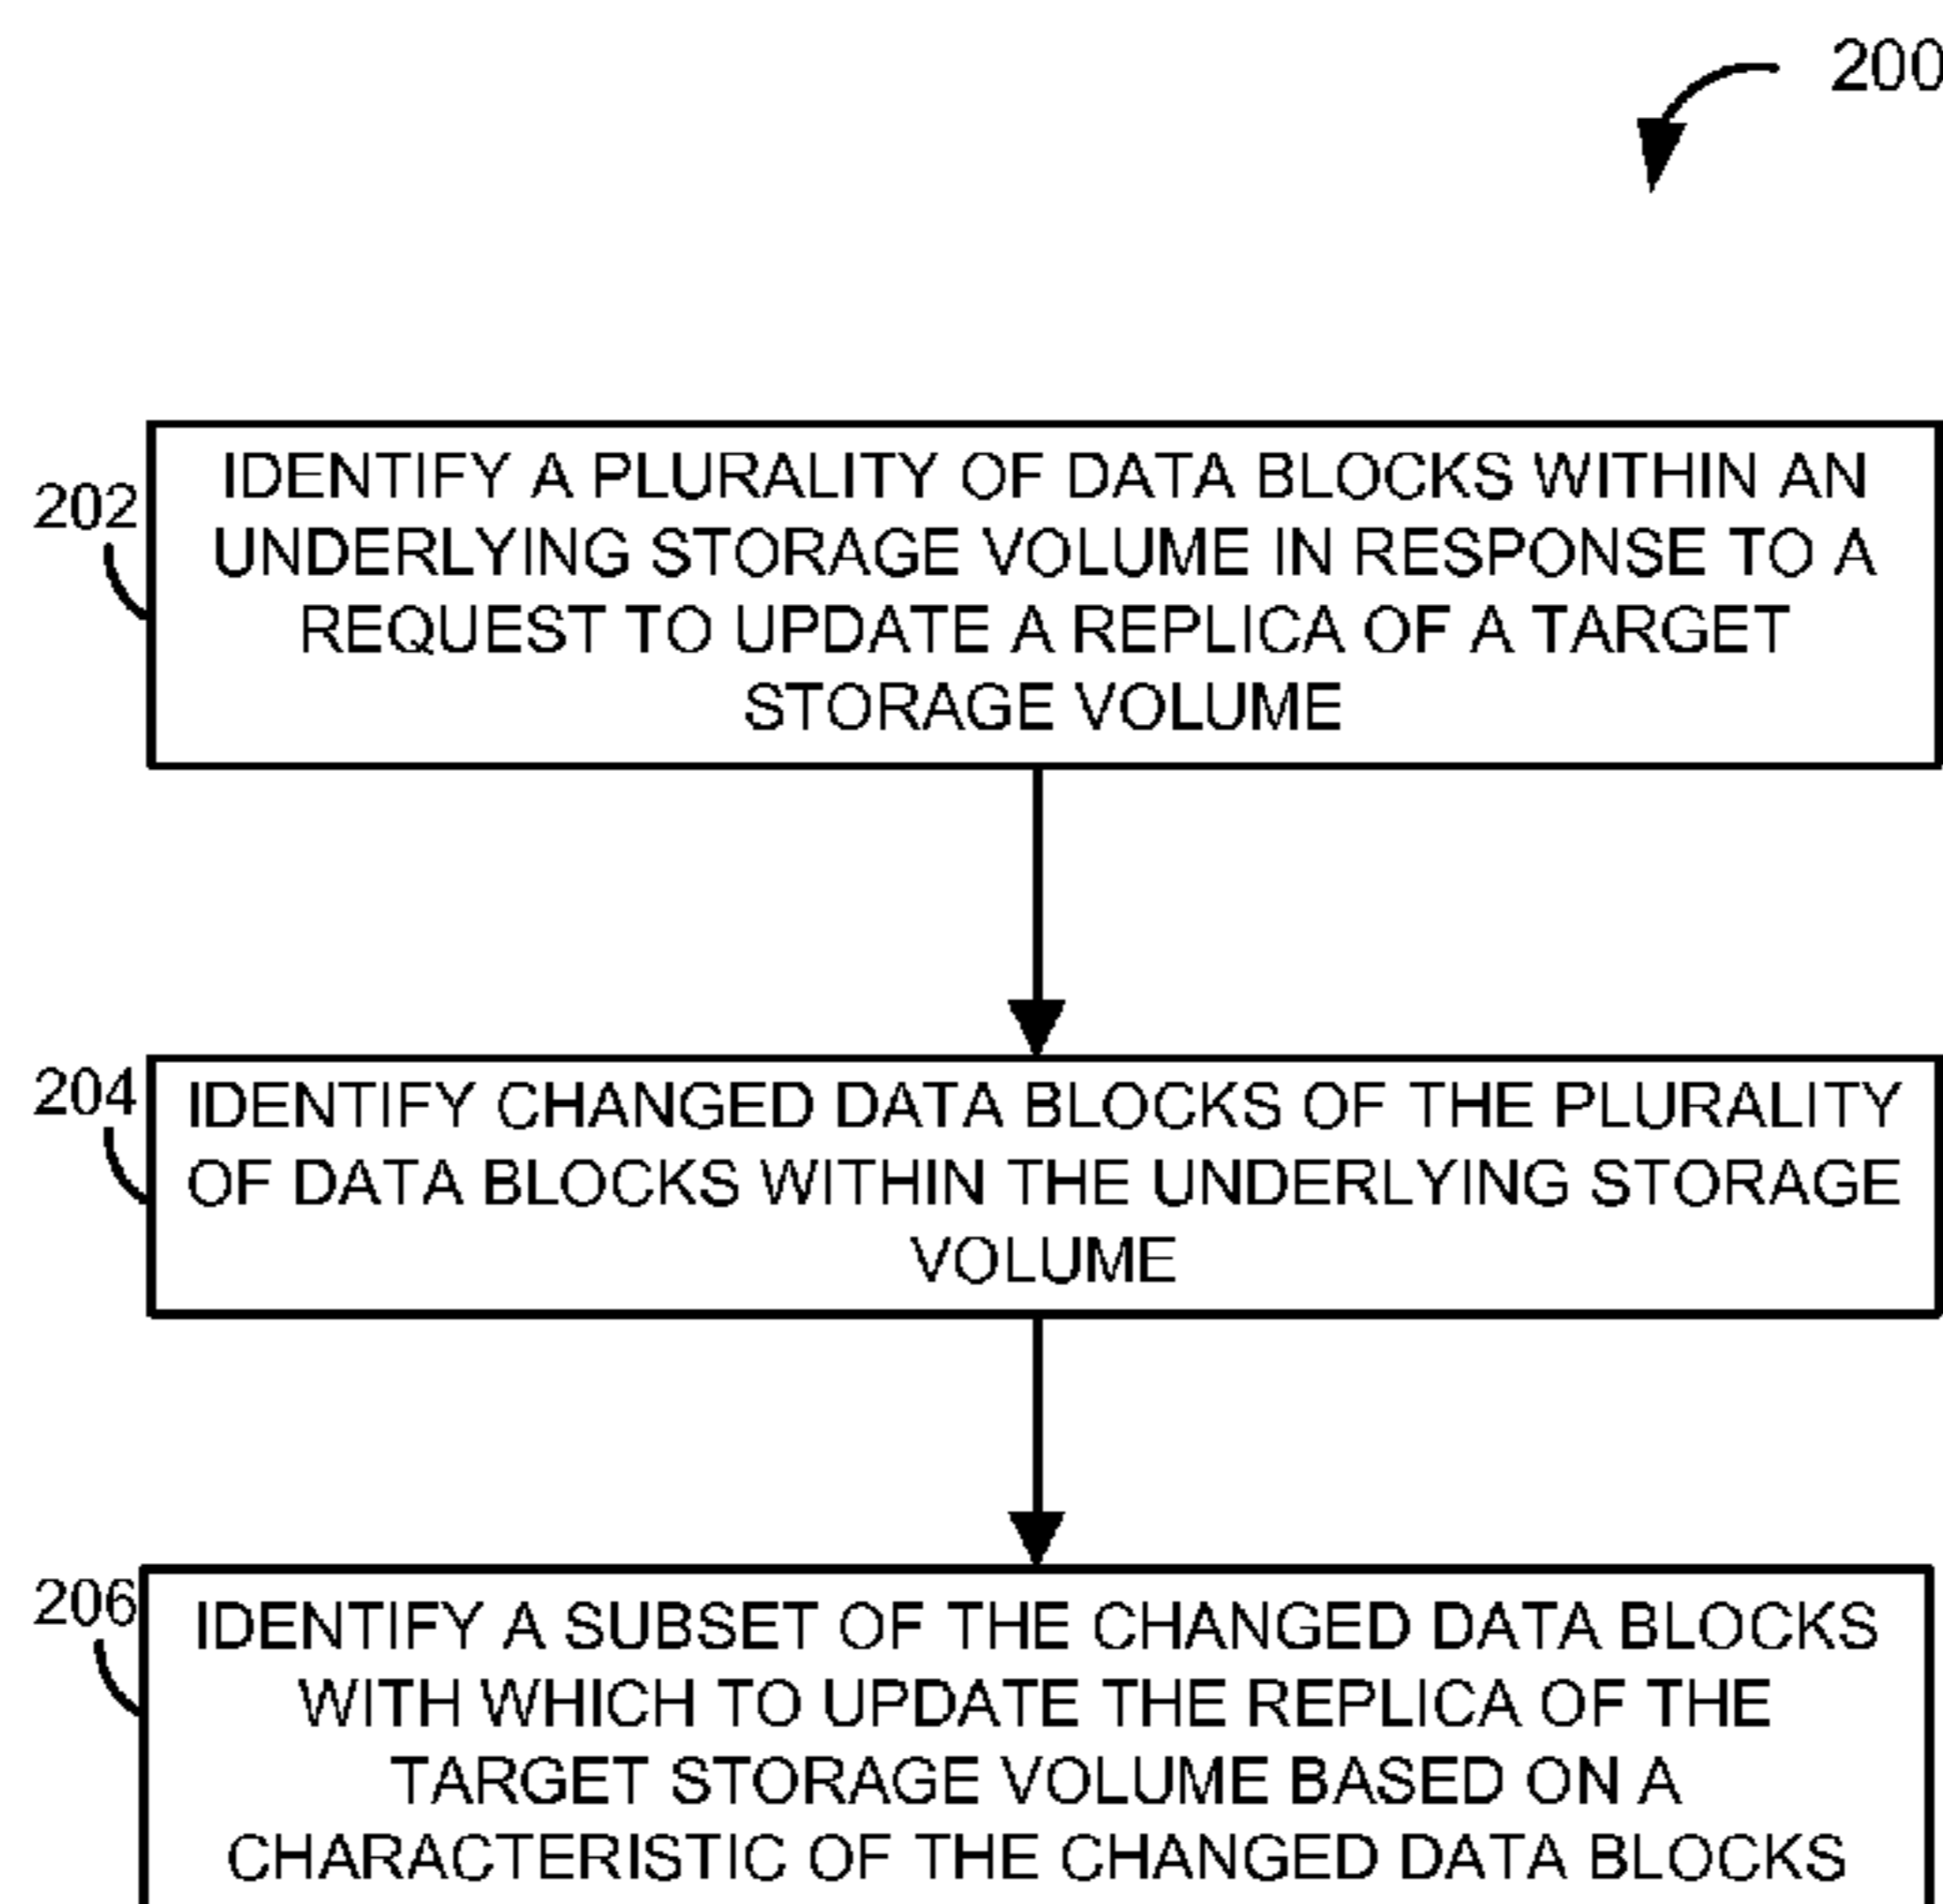 200
202
IDENTIFY A PLURALITY OF DATA BLOCKS WITHIN AN
UNDERLYING STORAGE VOLUME IN RESPONSE TO A
REQUEST TO UPDATE A REPLICA OF A TARGET
STORAGE VOLUME
204
IDENTIFY CHANGED DATA BLOCKS OF THE PLURALITY
OF DATA BLOCKS WITHIN THE UNDERLYING STORAGE
VOLUME
206
IDENTIFY A SUBSET OF THE CHANGED DATA BLOCKS
WITH WHICH TO UPDATE THE REPLICA OF THE
TARGET STORAGE VOLUME BASED ON A
CHARACTERISTIC OF THE CHANGED DATA BLOCKS